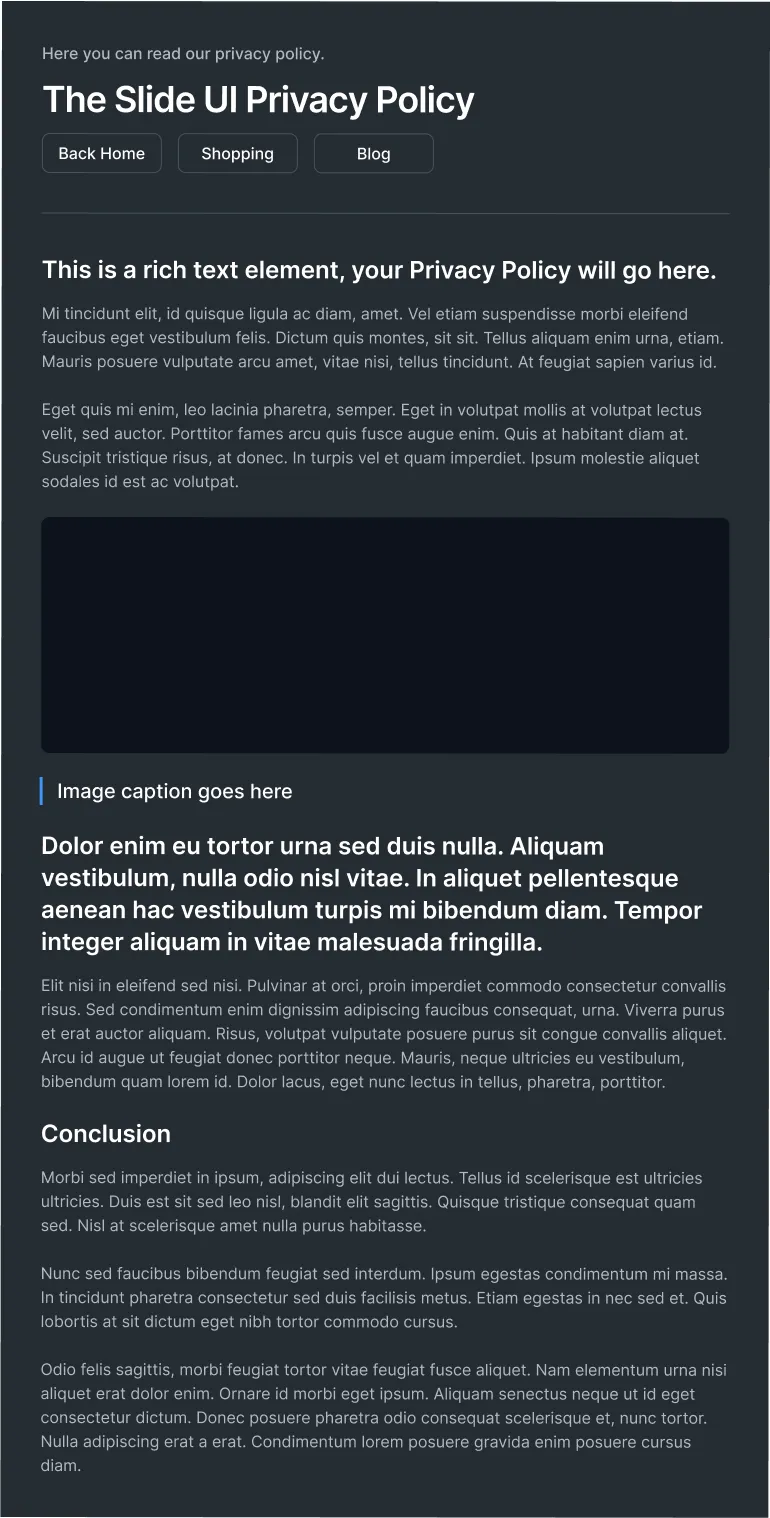 Here you can read our privacy policy.
The Slide UI Privacy Policy
Back Home
Shopping
Blog
This is a rich text element, your Privacy Policy will go here.
Mi tincidunt elit, id quisque ligula ac diam, amet. Vel etiam suspendisse morbi eleifend
faucibus eget vestibulum felis. Dictum quis montes, sit sit. Tellus aliquam enim urna, etiam.
Mauris posuere vulputate arcu amet, vitae nisi, tellus tincidunt. At feugiat sapien varius id.
Eget quis mi enim, leo lacinia pharetra, semper. Eget in volutpat mollis at volutpat lectus
velit, sed auctor. Porttitor fames arcu quis fusce augue enim. Quis at habitant diam at.
Suscipit tristique risus, at donec. In turpis vel et quam imperdiet. Ipsum molestie aliquet
sodales id est ac volutpat.
Image caption goes here
Dolor enim eu tortor urna sed duis nulla. Aliquam
vestibulum, nulla odio nisl vitae. In aliquet pellentesque
aenean hac vestibulum turpis mi bibendum diam. Tempor
integer aliquam in vitae malesuada fringilla.
Elit nisi in eleifend sed nisi. Pulvinar at orci, proin imperdiet commodo consectetur convallis
risus. Sed condimentum enim dignissim adipiscing faucibus consequat, urna. Viverra purus
et erat auctor aliquam. Risus, volutpat vulputate posuere purus sit congue convallis aliquet.
Arcu id augue ut feugiat donec porttitor neque. Mauris, neque ultricies eu vestibulum,
bibendum quam lorem id. Dolor lacus, eget nunc lectus in tellus, pharetra, porttitor.
Conclusion
Morbi sed imperdiet in ipsum, adipiscing elit dui lectus. Tellus id scelerisque est ultricies
ultricies. Duis est sit sed leo nisl, blandit elit sagittis. Quisque tristique consequat quam
sed. Nisl at scelerisque amet nulla purus habitasse.
Nunc sed faucibus bibendum feugiat sed interdum. Ipsum egestas condimentum mi massa.
In tincidunt pharetra consectetur sed duis facilisis metus. Etiam egestas in nec sed et. Quis
lobortis at sit dictum eget nibh tortor commodo cursus.
Odio felis sagittis, morbi feugiat tortor vitae feugiat fusce aliquet. Nam elementum urna nisi
aliquet erat dolor enim. Ornare id morbi eget ipsum. Aliquam senectus neque ut id eget
consectetur dictum. Donec posuere pharetra odio consequat scelerisque et, nunc tortor.
Nulla adipiscing erat a erat. Condimentum lorem posuere gravida enim posuere cursus
diam.